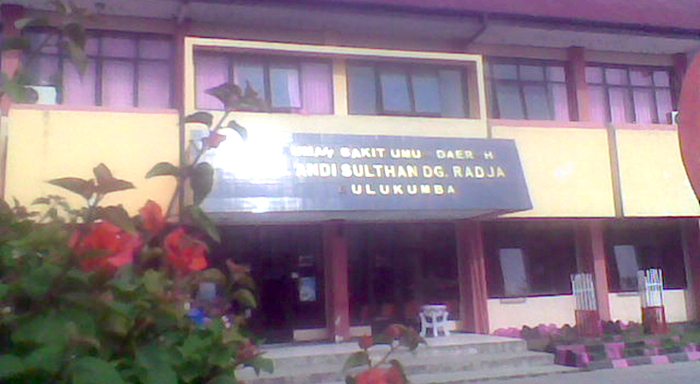 SAKIT UMU DAER H
ANDI SULTHAN DG. RADJA
ULUKUMBA